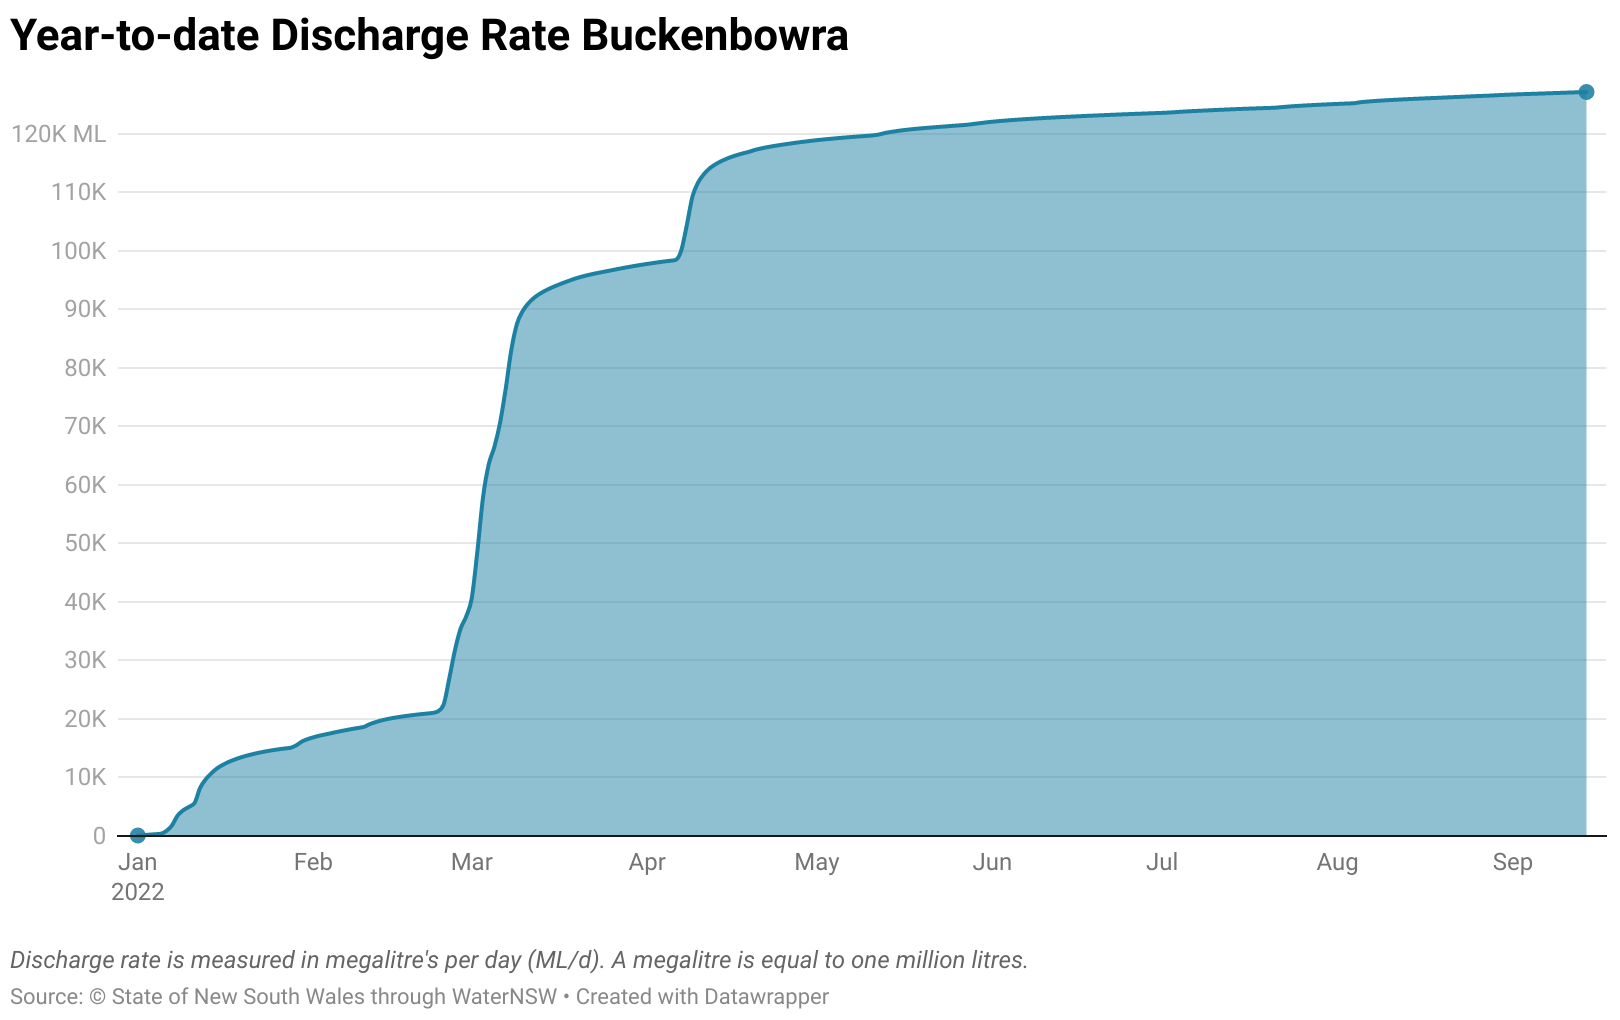 Year-to-date Discharge Rate Buckenbowra
120K ML
110K
100K
90K
80K
70K
60K
50K
40K
30K
20K
10K
0
Jan Feb Mar Apr May Jun Jul Aug Sep
2022
Discharge rate is measured in megalitre's per day (ML/d). A megalitre is equal to one million litres.
Source: © State of New South Wales through WaterNSW • Created with Datawrapper